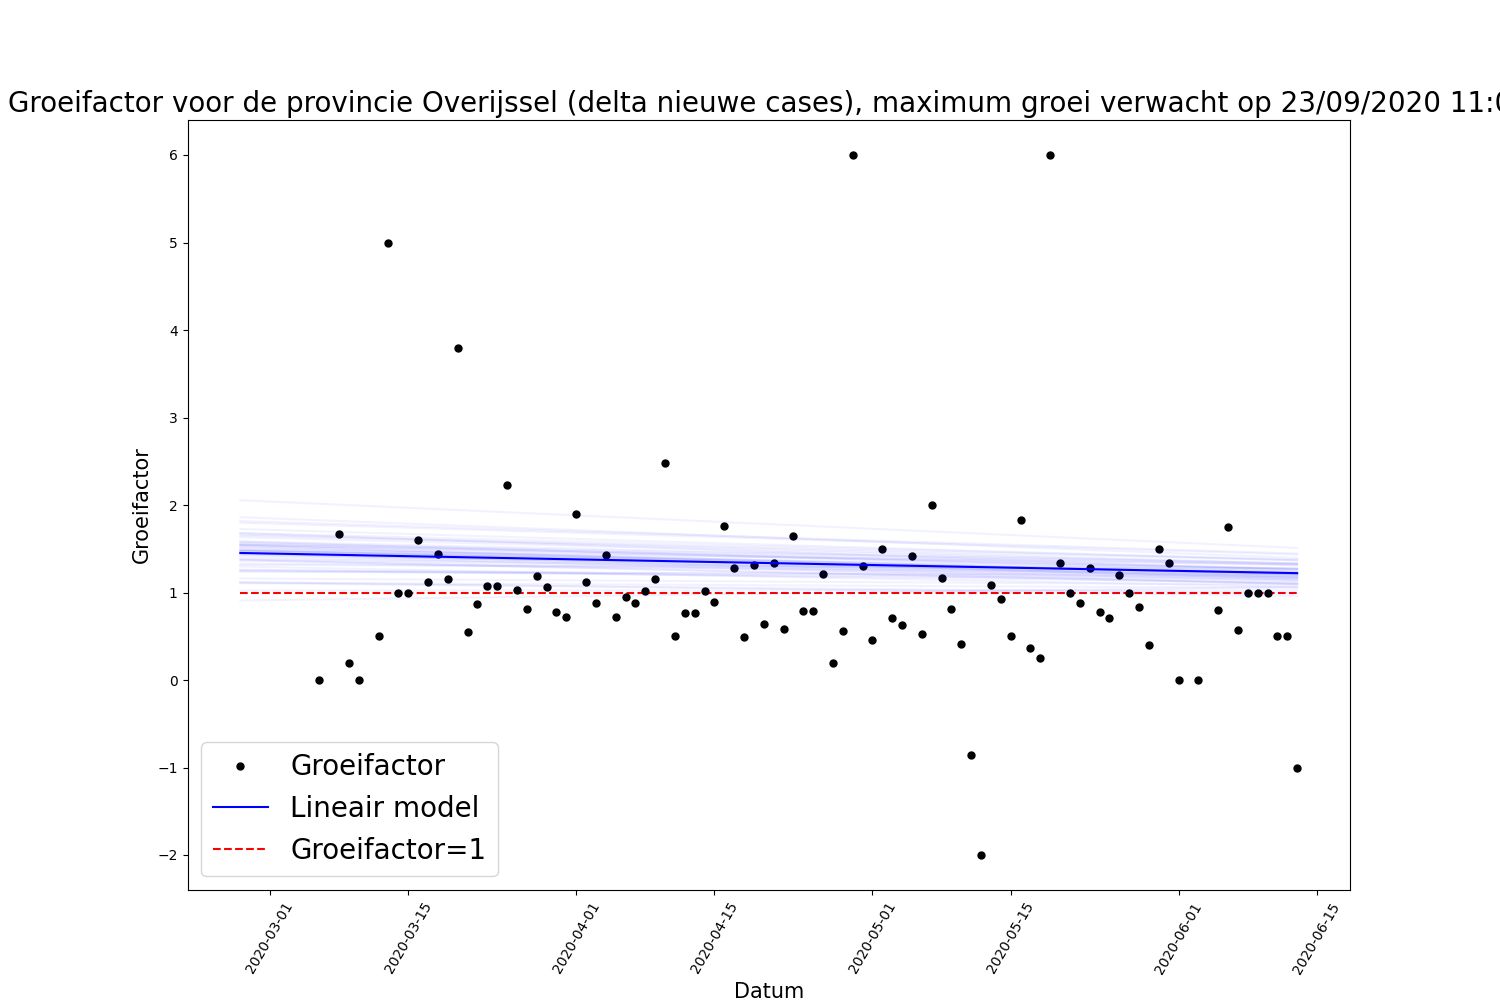 Groeifactor voor de provincie Overijssel (delta nieuwe cases), maximum groei verwacht op 23/09/2020 11:0
6
5
4
3
2
1
0
−1
−2
Groeifactor
Groeifactor
Lineair model
Groeifactor=1
2020-03-01
2020-03-15
2020-04-01
2020-04-15
2020-05-01
2020-05-15
2020-06-01
2020-06-15
Datum